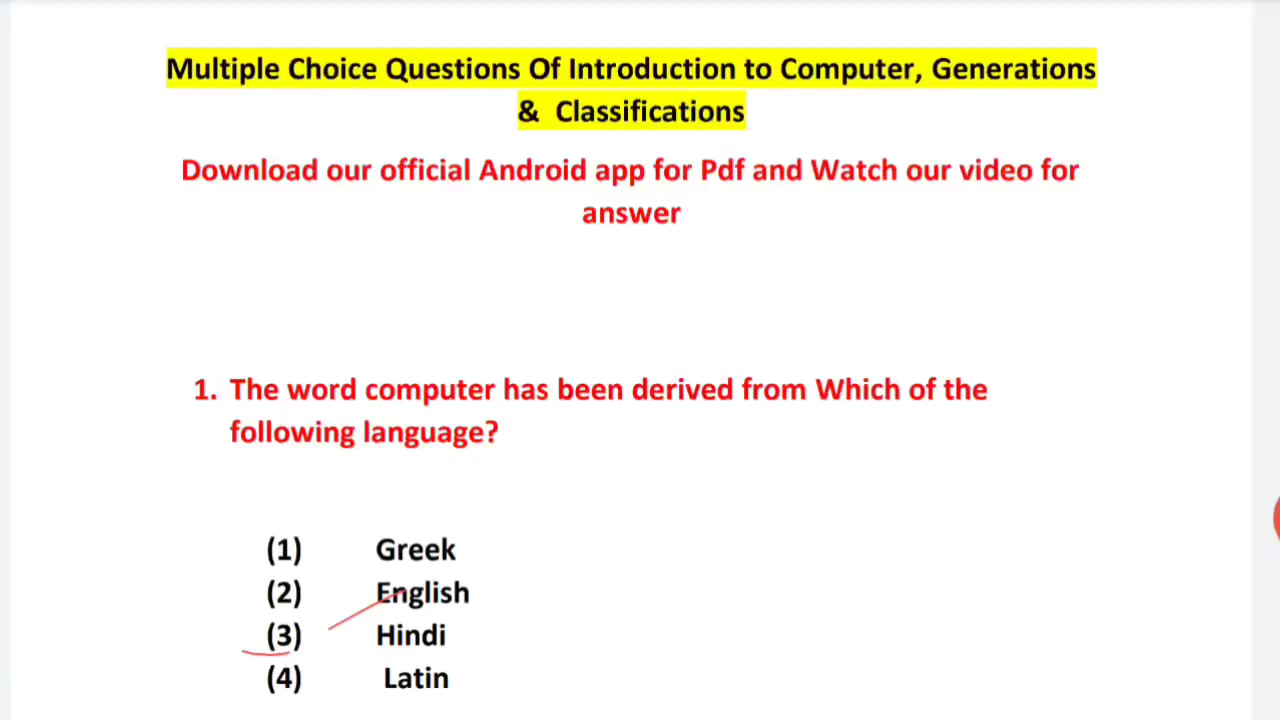 Multiple Choice Questions Of Introduction to Computer, Generations
& Classifications
Download our official Android app for Pdf and Watch our video for
answer
1. The word computer has been derived from Which of the
following language?
(1) Greek
(2) English
(3) Hindi
(4) Latin